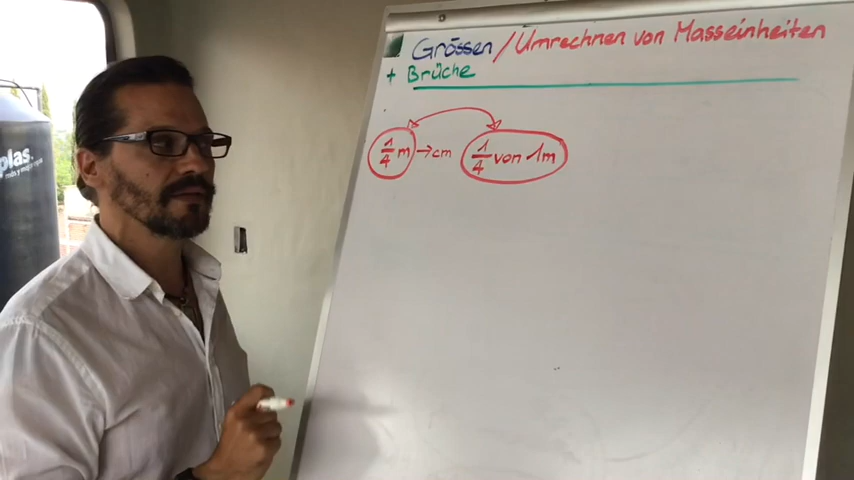 Grössen / Umrechnen von Masseinheiten
+ Brüche
1/4 m → cm 1/4 von 1m
plas